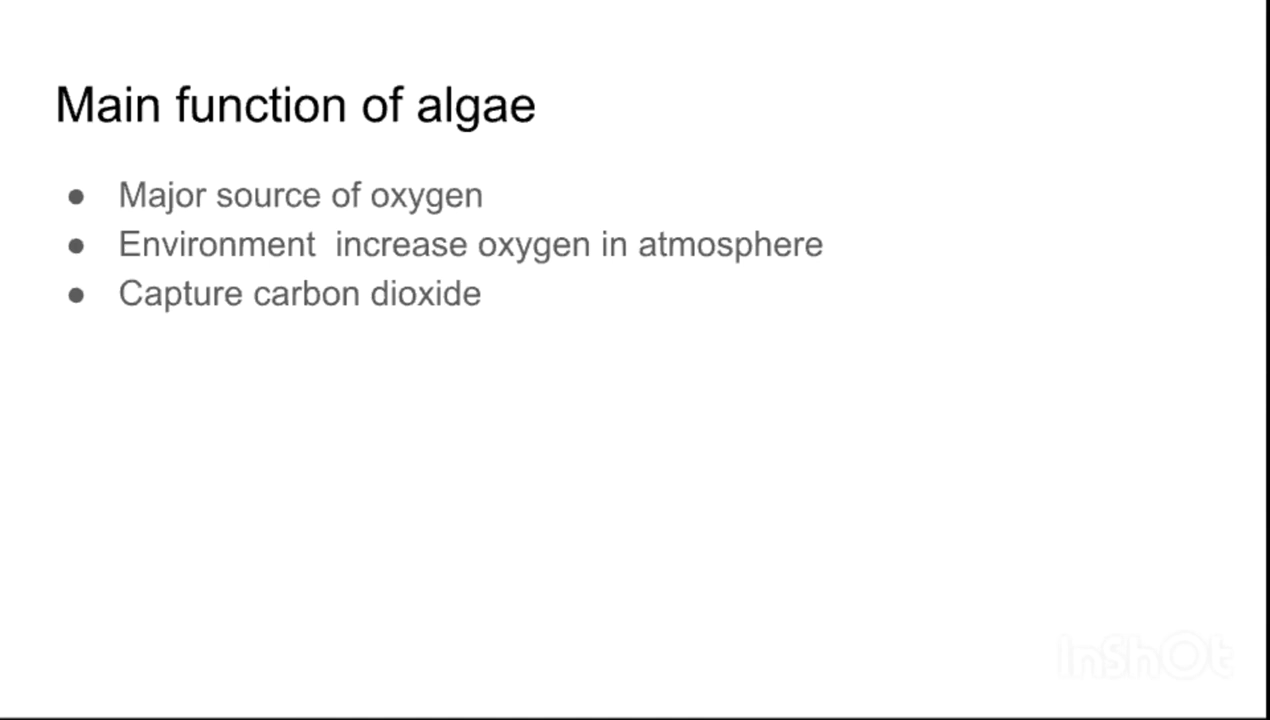 Main function of algae
● Major source of oxygen
● Environment  increase oxygen in atmosphere
● Capture carbon dioxide
InShOt